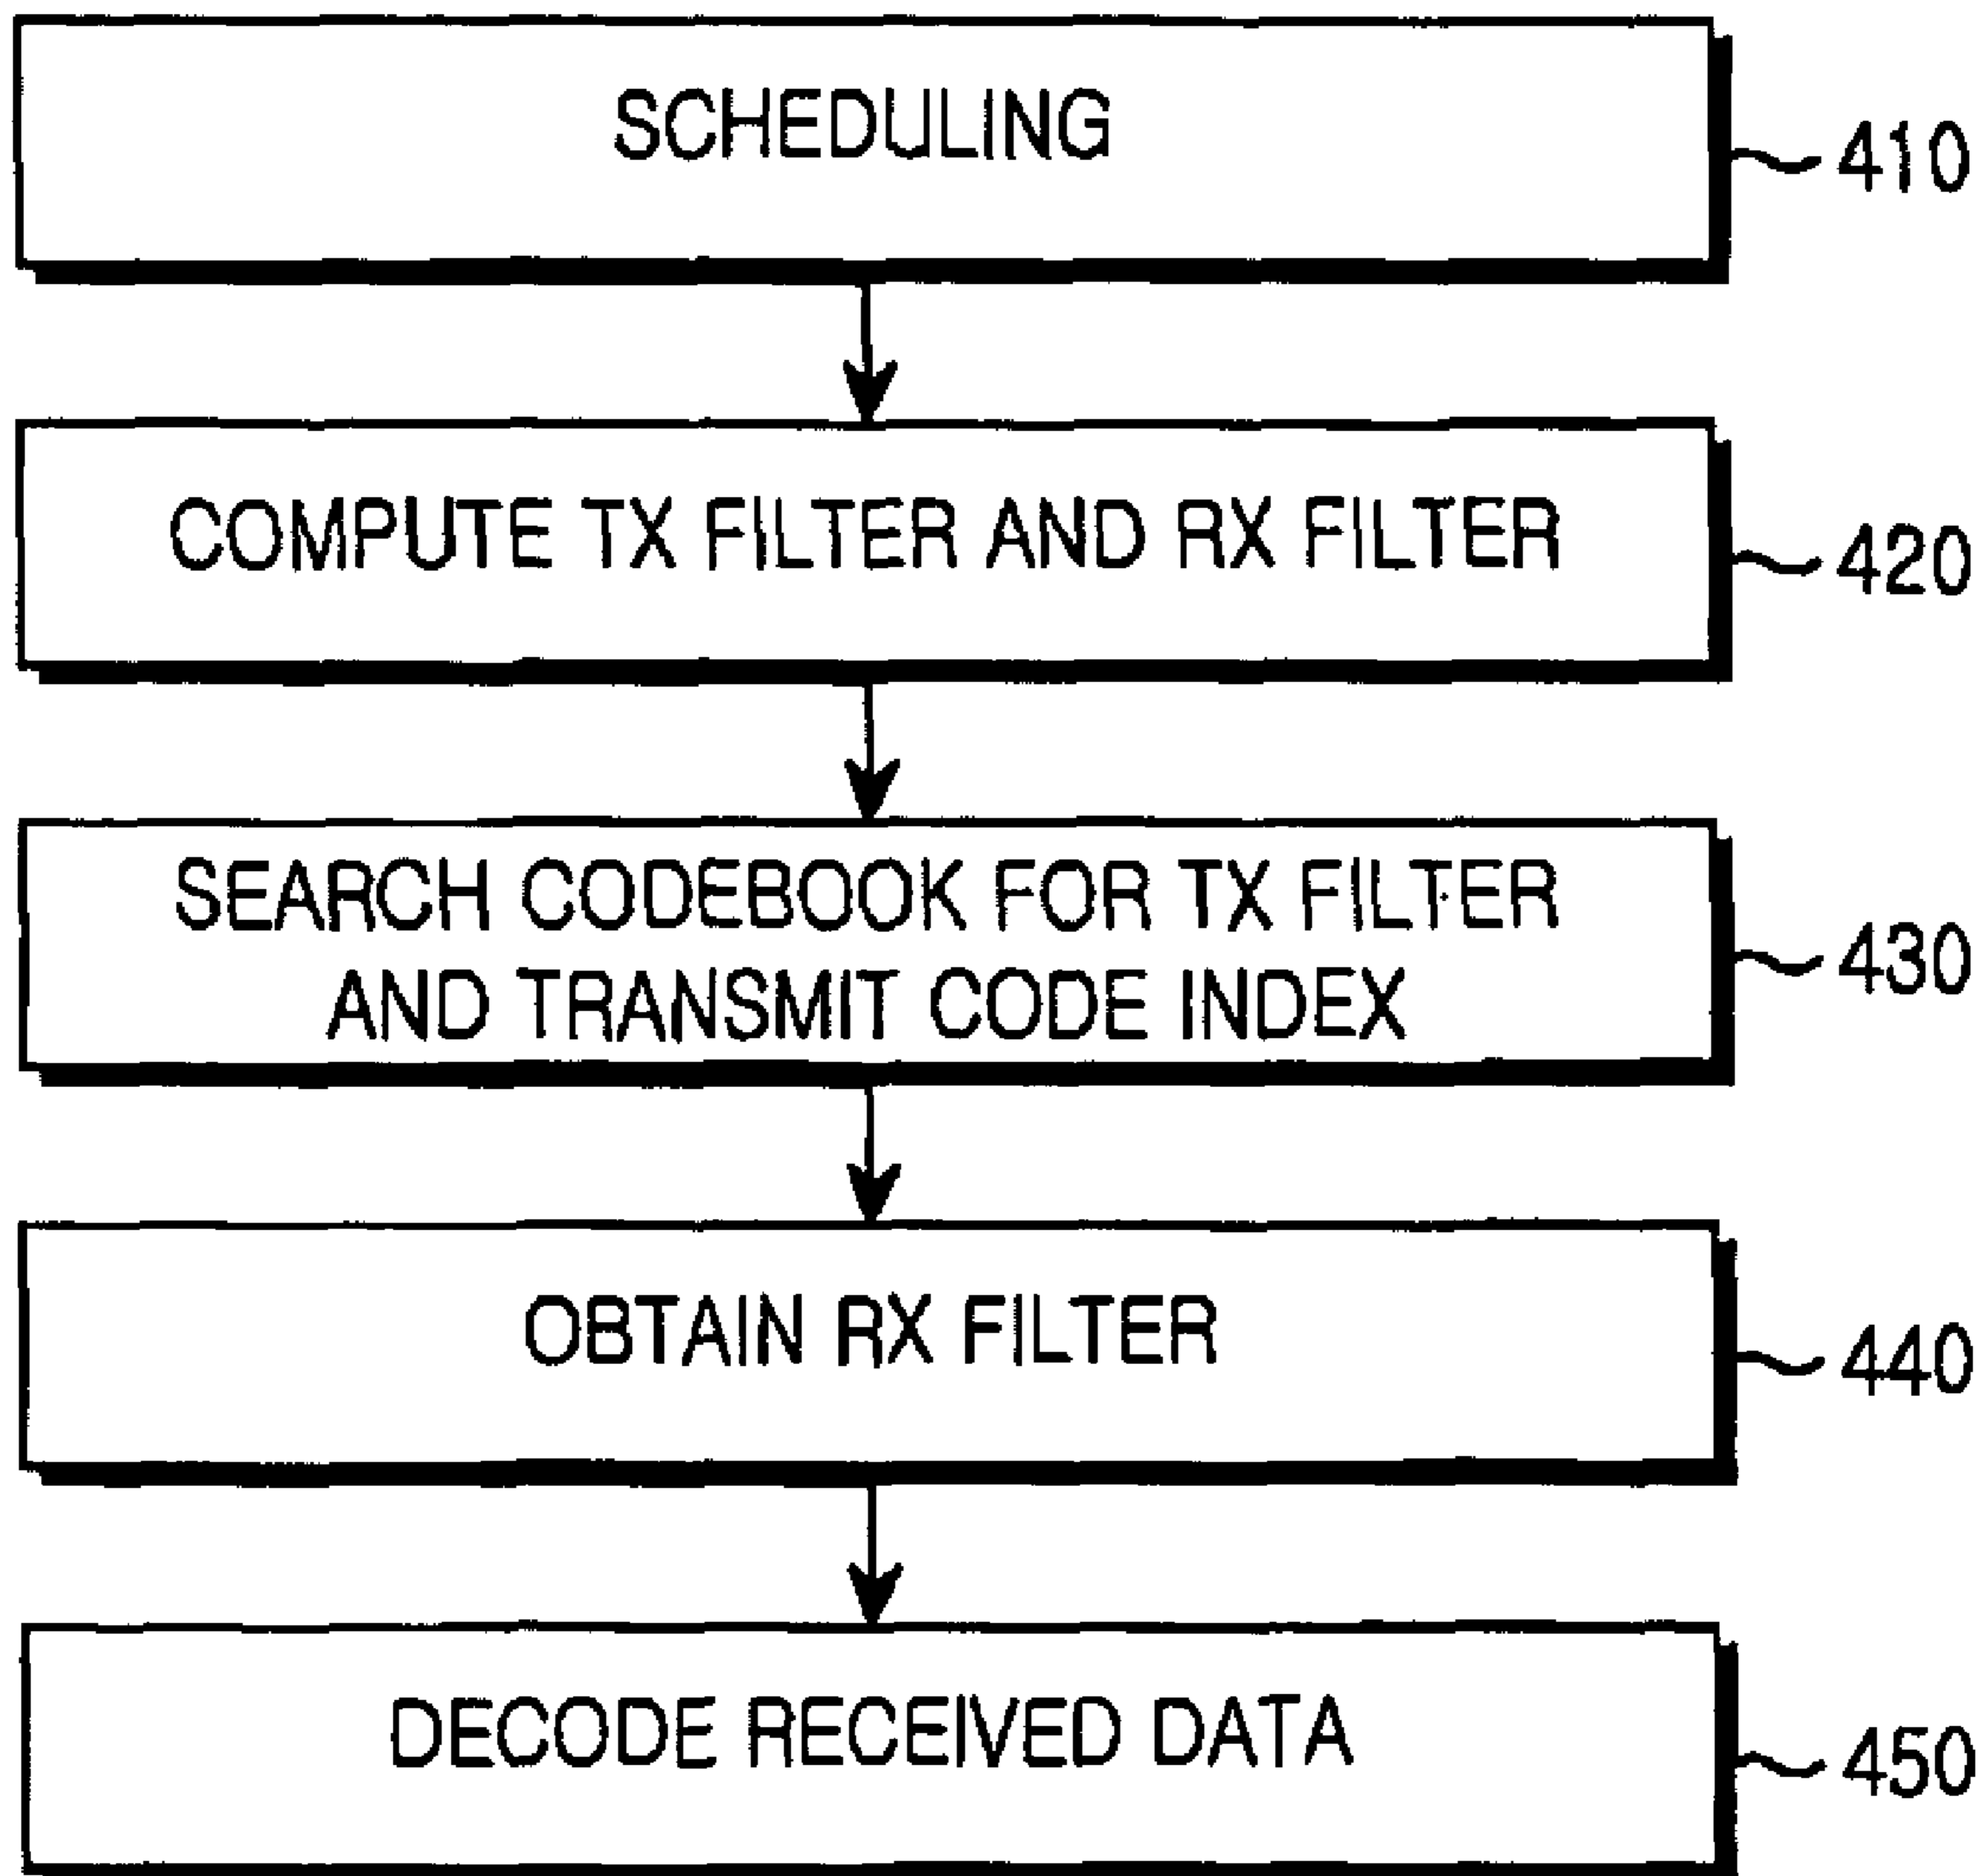 SCHEDULING
410
COMPUTE TX FILTER AND RX FILTER
420
SEARCH CODEBOOK FOR TX FILTER
AND TRANSMIT CODE INDEX
430
OBTAIN RX FILTER
440
DECODE RECEIVED DATA
450